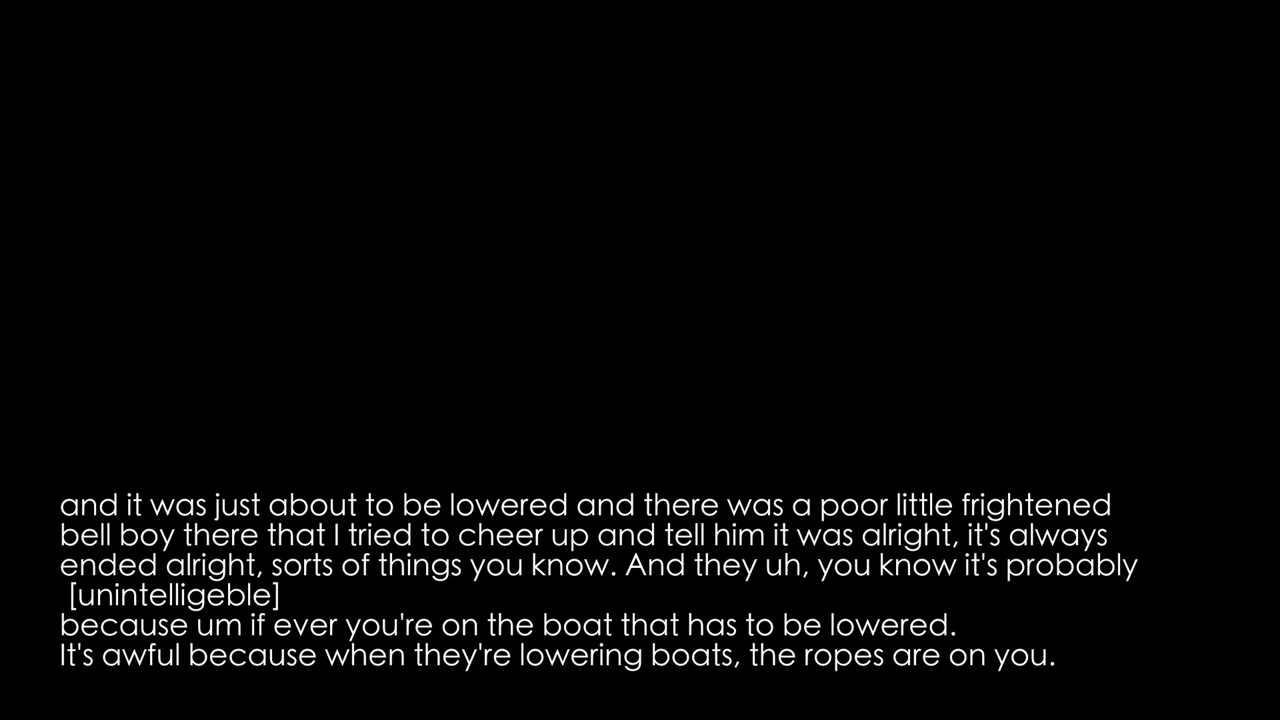 and it was just about to be lowered and there was a poor little frightened
bell boy there that I tried to cheer up and tell him it was alright, it's always
ended alright, sorts of things you know. And they uh, you know it's probably
[unintelligeble]
because um if ever you're on the boat that has to be lowered.
It's awful because when they're lowering boats, the ropes are on you.